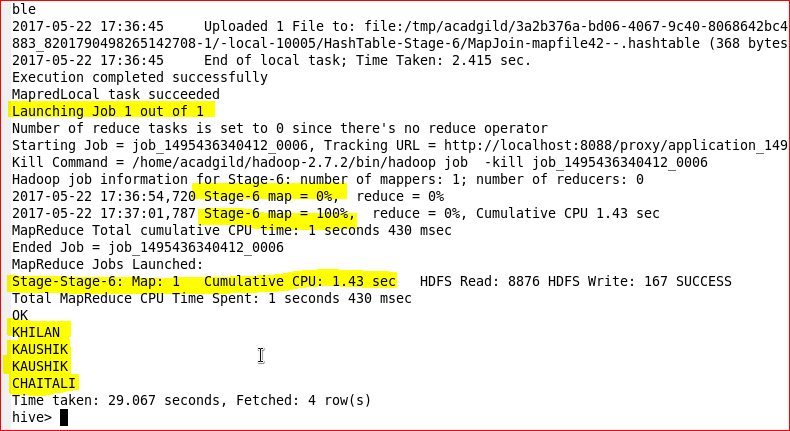 ble
2017-05-22 17:36:45 Uploaded 1 File to: file:/tmp/acadgild/3a2b376a-bd06-4067-9c40-8068642bc4
883_8201790498265142708-1/-local-10005/HashTable-Stage-6/MapJoin-mapfile42--.hashtable (368 bytes
2017-05-22 17:36:45 End of local task; Time Taken: 2.415 sec.
Execution completed successfully
MapredLocal task succeeded
Launching Job 1 out of 1
Number of reduce tasks is set to 0 since there's no reduce operator
Starting Job = job_1495436340412_0006, Tracking URL = http://localhost:8088/proxy/application_149
Kill Command = /home/acadgild/hadoop-2.7.2/bin/hadoop job  -kill job_1495436340412_0006
Hadoop job information for Stage-6: number of mappers: 1; number of reducers: 0
2017-05-22 17:36:54,720 Stage-6 map = 0%,  reduce = 0%
2017-05-22 17:37:01,787 Stage-6 map = 100%,  reduce = 0%, Cumulative CPU 1.43 sec
MapReduce Total cumulative CPU time: 1 seconds 430 msec
Ended Job = job_1495436340412_0006
MapReduce Jobs Launched:
Stage-Stage-6: Map: 1   Cumulative CPU: 1.43 sec   HDFS Read: 8876 HDFS Write: 167 SUCCESS
Total MapReduce CPU Time Spent: 1 seconds 430 msec
OK
KHILAN
KAUSHIK
KAUSHIK
CHAITALI
Time taken: 29.067 seconds, Fetched: 4 row(s)
hive>